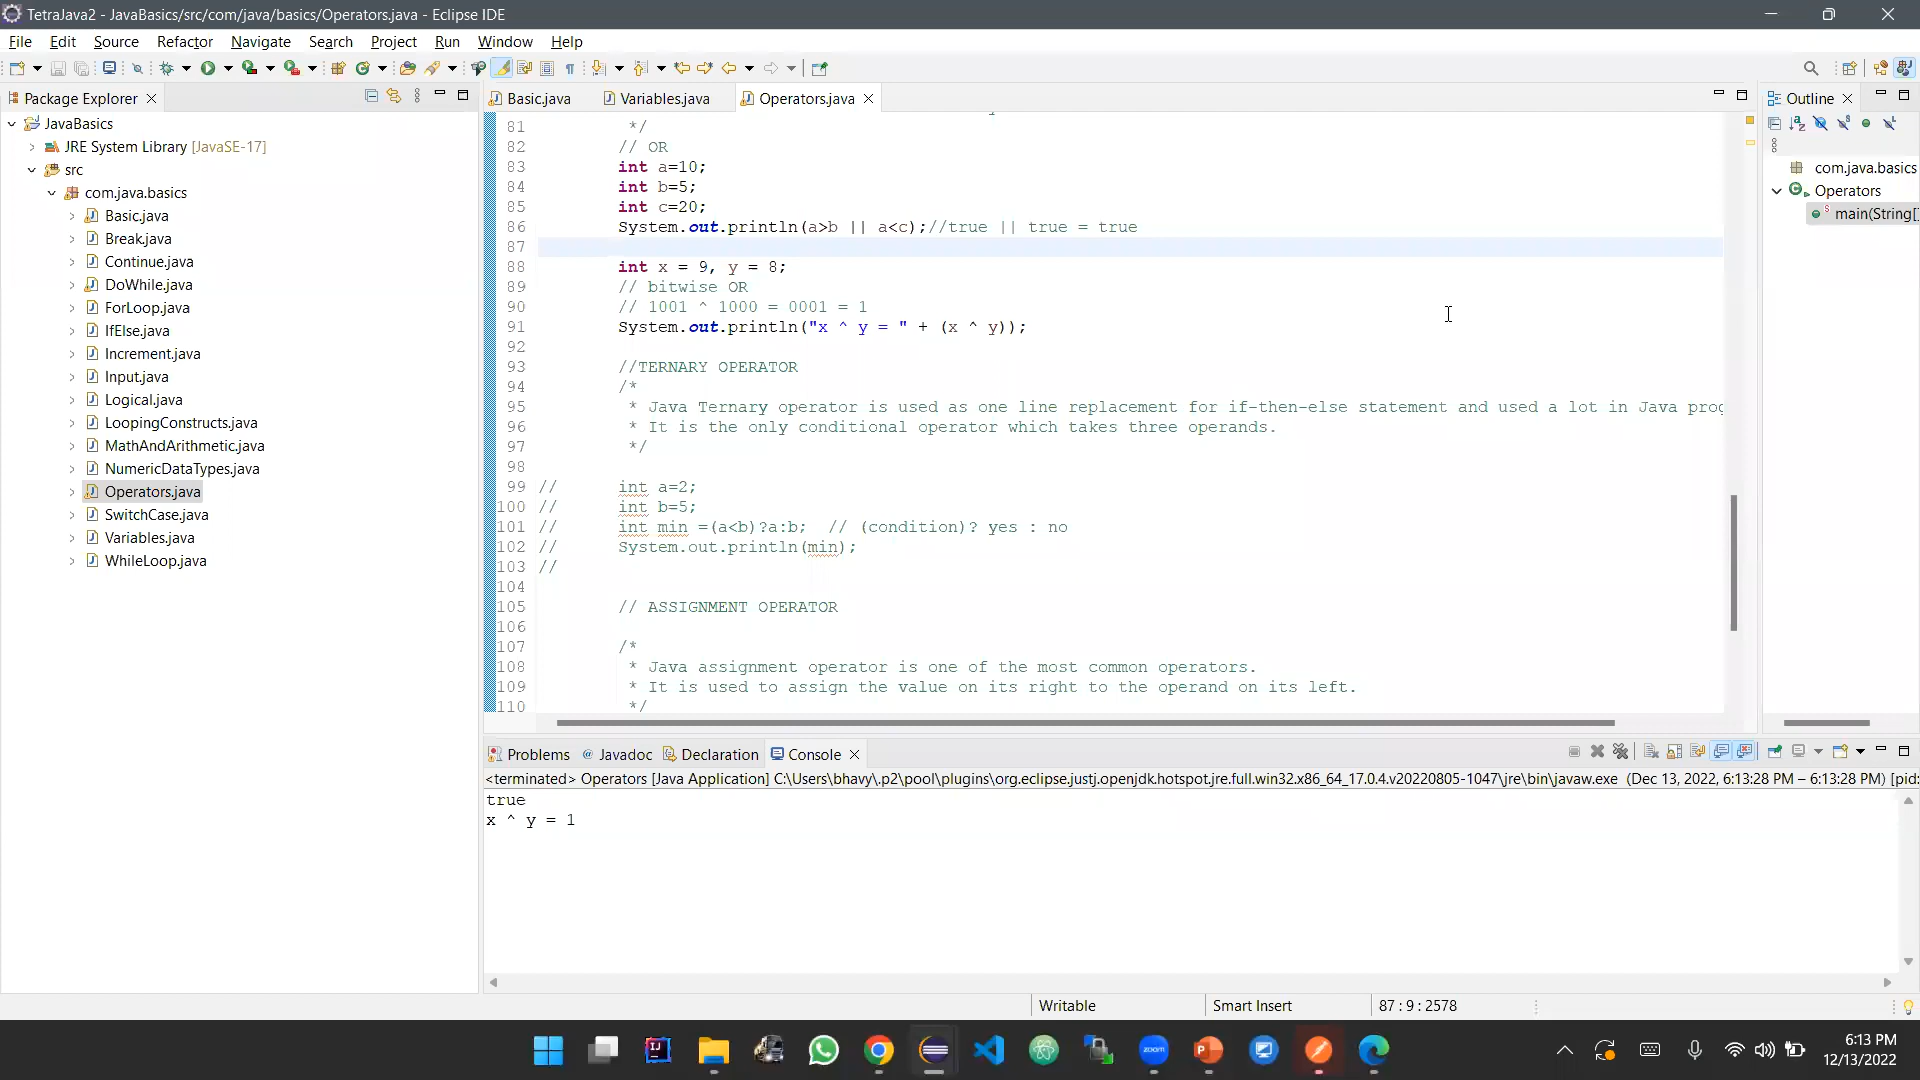 TetraJava2 - JavaBasics/src/com/java/basics/Operators.java - Eclipse IDE
File Edit Source Refactor Navigate Search Project Run Window Help
Package Explorer
JavaBasics
JRE System Library [JavaSE-17]
src
com.java.basics
Basic.java
Break.java
Continue.java
DoWhile.java
ForLoop.java
IfElse.java
Increment.java
Input.java
Logical.java
LoopingConstructs.java
MathAndArithmetic.java
NumericDataTypes.java
Operators.java
SwitchCase.java
Variables.java
WhileLoop.java
Basic.java Variables.java Operators.java
81 */
82 // OR
83 int a=10;
84 int b=5;
85 int c=20;
86 System.out.println(a>b || a<c);//true || true = true
87
88 int x = 9, y = 8;
89 // bitwise OR
90 // 1001 ^ 1000 = 0001 = 1
91 System.out.println("x ^ y = " + (x ^ y));
92
93 //TERNARY OPERATOR
94 /*
95 * Java Ternary operator is used as one line replacement for if-then-else statement and used a lot in Java prog
96 * It is the only conditional operator which takes three operands.
97 */
98
99 // int a=2;
100 // int b=5;
101 // int min =(a<b)?a:b; // (condition)? yes : no
102 // System.out.println(min);
103 //
104
105 // ASSIGNMENT OPERATOR
106
107 /*
108 * Java assignment operator is one of the most common operators.
109 * It is used to assign the value on its right to the operand on its left.
110 */
Outline
com.java.basics
Operators
main(String[]
Problems @ Javadoc Declaration Console
<terminated> Operators [Java Application] C:\Users\bhavy\.p2\pool\plugins\org.eclipse.justj.openjdk.hotspot.jre.full.win32.x86_64_17.0.4.v20220805-1047\jre\bin\javaw.exe (Dec 13, 2022, 6:13:28 PM – 6:13:28 PM) [pid:
true
x ^ y = 1
Writable Smart Insert 87 : 9 : 2578
zoom
6:13 PM
12/13/2022